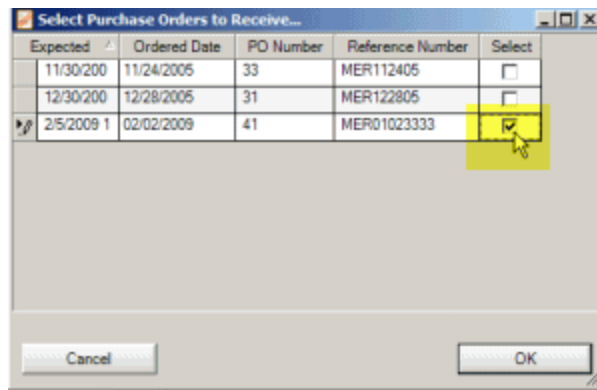 Select Purchase Orders to Receive...
Expected Ordered Date PO Number Reference Number Select
11/30/200 11/24/2005 33 MER112405
12/30/200 12/28/2005 31 MER122805
2/5/2009 1 02/02/2009 41 MER01023333
Cancel OK